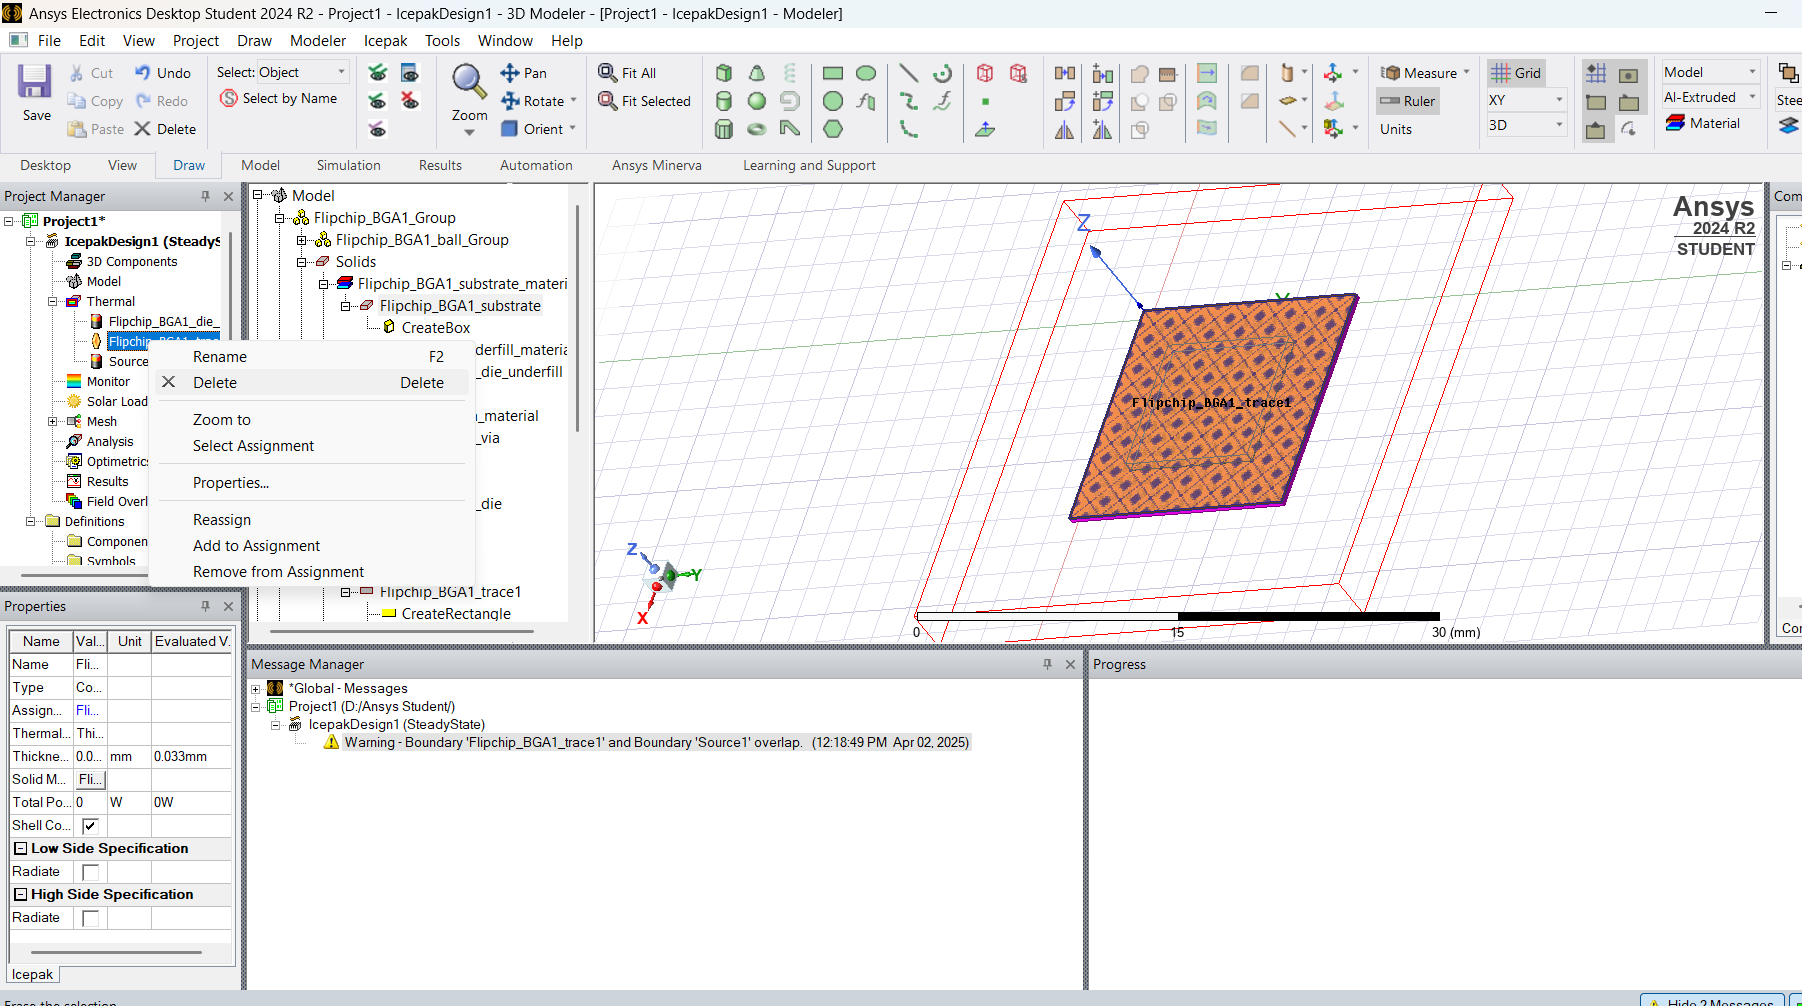 Ansys Electronics Desktop Student 2024 R2 - Project1 - IcepakDesign1 - 3D Modeler - [Project1 - IcepakDesign1 - Modeler]
File Edit View Project Draw Modeler Icepak Tools Window Help
Save
Cut
Copy
Paste
Undo
Redo
Delete
Select: Object
Select by Name
Zoom
Pan
Rotate
Orient
Fit All
Fit Selected
Measure
Ruler
Units
Grid
XY
3D
Model
Al-Extruded
Material
Desktop View Draw Model Simulation Results Automation Ansys Minerva Learning and Support
Project Manager
Project1*
IcepakDesign1 (SteadyS
3D Components
Model
Thermal
Flipchip_BGA1_die_
Source
Monitor
Solar Load
Mesh
Analysis
Optimetrics
Results
Field Overl
Definitions
Componen
Symbols
Rename F2
Delete Delete
Zoom to
Select Assignment
Properties...
Reassign
Add to Assignment
Remove from Assignment
Model
Flipchip_BGA1_Group
Flipchip_BGA1_ball_Group
Solids
Flipchip_BGA1_substrate_materi
Flipchip_BGA1_substrate
CreateBox
derfill_materia
_die_underfill
_material
_via
_die
Flipchip_BGA1_trace1
CreateRectangle
Z
Flipchip_BGA1_trace1
Ansys
2024 R2
STUDENT
Z
Y
X
0 15 30 (mm)
Com
Cor
Properties
Name Val... Unit Evaluated V.
Name Fli...
Type Co...
Assign... Fli...
Thermal... Thi...
Thickne... 0.0... mm 0.033mm
Solid M... Fli...
Total Po... 0 W 0W
Shell Co...
Low Side Specification
Radiate
High Side Specification
Radiate
Icepak
Message Manager
*Global - Messages
Project1 (D:/Ansys Student/)
IcepakDesign1 (SteadyState)
Warning - Boundary 'Flipchip_BGA1_trace1' and Boundary 'Source1' overlap. (12:18:49 PM Apr 02, 2025)
Progress
Erase the selection
Hide 2 Messages